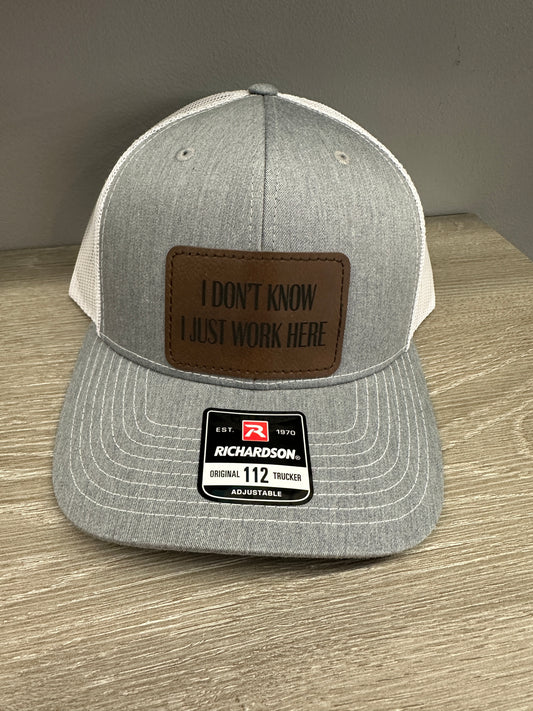 I DON'T KNOW
I JUST WORK HERE
EST. R 1970
RICHARDSON®
ORIGINAL 112 TRUCKER
ADJUSTABLE